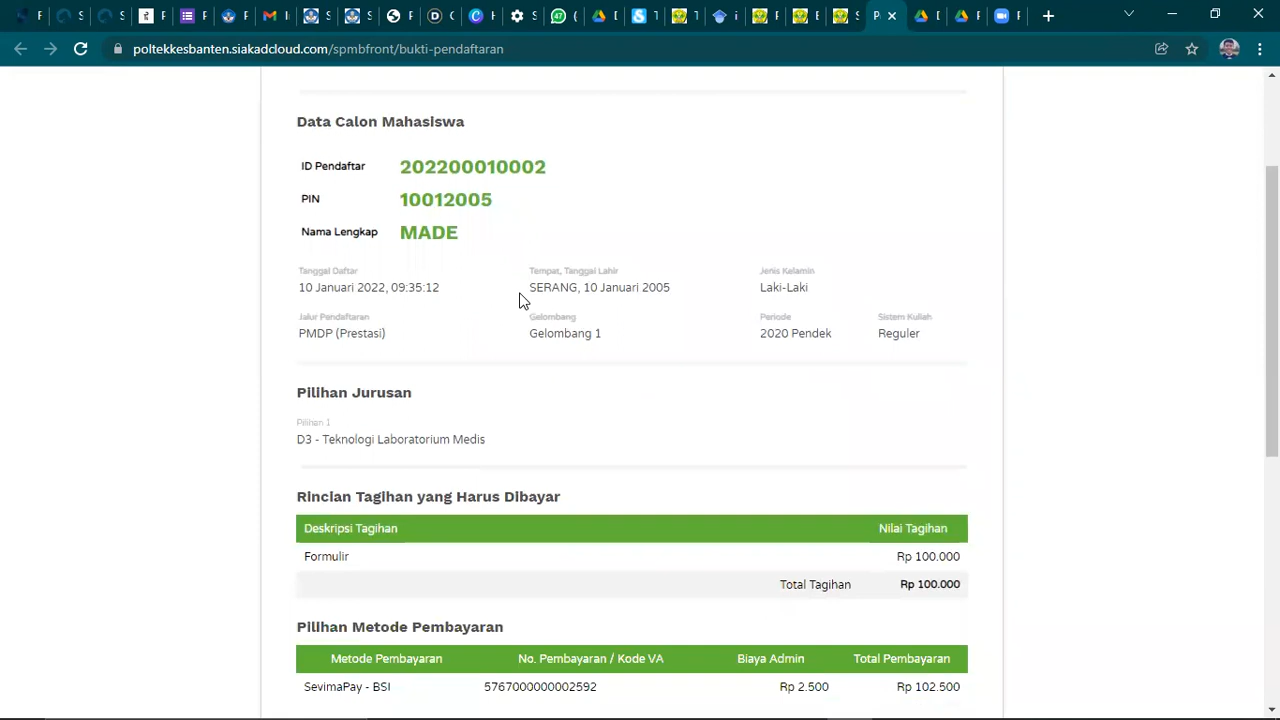 poltekkesbanten.siakadcloud.com/spmbfront/bukti-pendaftaran
Data Calon Mahasiswa
ID Pendaftar 202200010002
PIN 10012005
Nama Lengkap MADE
Tanggal Daftar Tempat, Tanggal Lahir Jenis Kelamin
10 Januari 2022, 09:35:12 SERANG, 10 Januari 2005 Laki-Laki
Jalur Pendaftaran Gelombang Periode Sistem Kuliah
PMDP (Prestasi) Gelombang 1 2020 Pendek Reguler
Pilihan Jurusan
Pilihan 1
D3 - Teknologi Laboratorium Medis
Rincian Tagihan yang Harus Dibayar
Deskripsi Tagihan Nilai Tagihan
Formulir Rp 100.000
Total Tagihan Rp 100.000
Pilihan Metode Pembayaran
Metode Pembayaran No. Pembayaran / Kode VA Biaya Admin Total Pembayaran
SevimaPay - BSI 5767000000002592 Rp 2.500 Rp 102.500